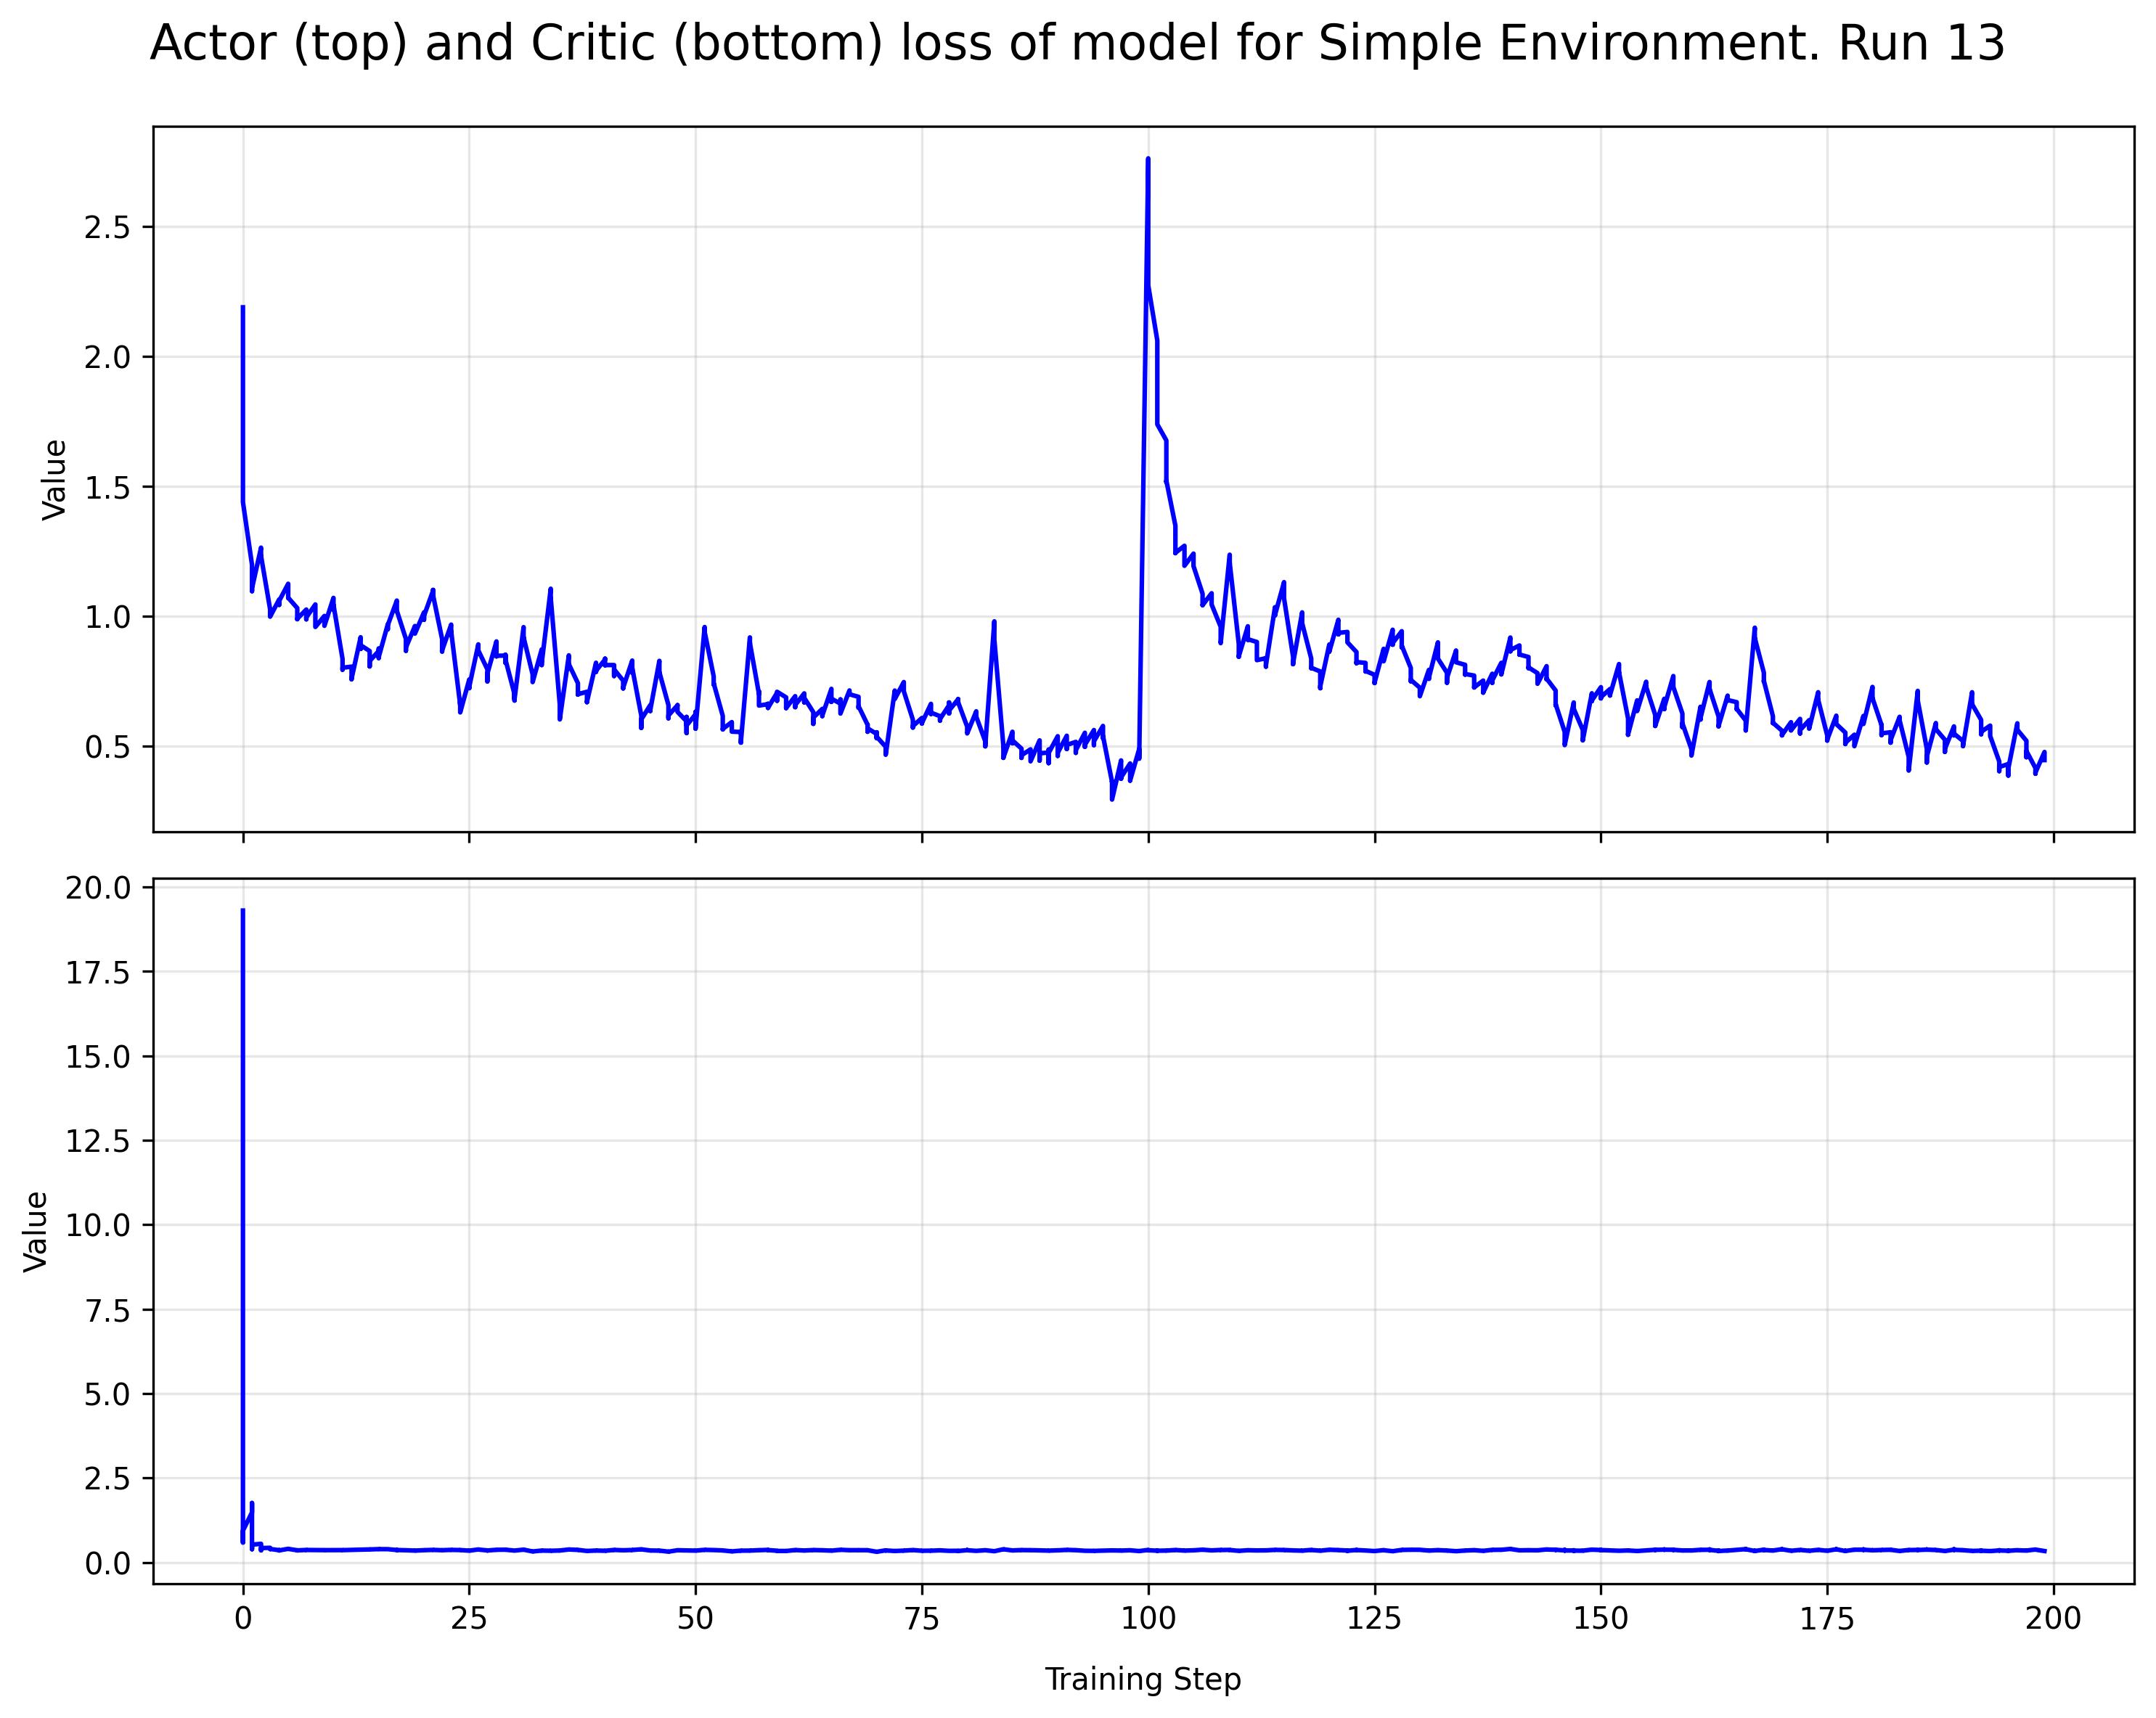 Actor (top) and Critic (bottom) loss of model for Simple Environment. Run 13
2.5
2.0
1.5
1.0
0.5
Value
20.0
17.5
15.0
12.5
10.0
7.5
5.0
2.5
0.0
Value
0 25 50 75 100 125 150 175 200
Training Step